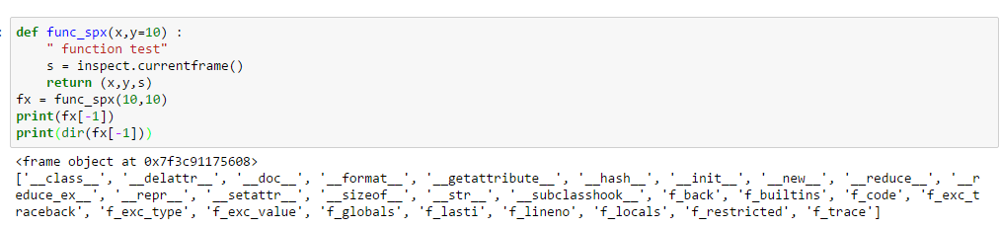 def func_spx(x,y=10) :
    " function test"
    s = inspect.currentframe()
    return (x,y,s)
fx = func_spx(10,10)
print(fx[-1])
print(dir(fx[-1]))
<frame object at 0x7f3c91175608>
['__class__', '__delattr__', '__doc__', '__format__', '__getattribute__', '__hash__', '__init__', '__new__', '__reduce__', '__r
educe_ex__', '__repr__', '__setattr__', '__sizeof__', '__str__', '__subclasshook__', 'f_back', 'f_builtins', 'f_code', 'f_exc_t
raceback', 'f_exc_type', 'f_exc_value', 'f_globals', 'f_lasti', 'f_lineno', 'f_locals', 'f_restricted', 'f_trace']